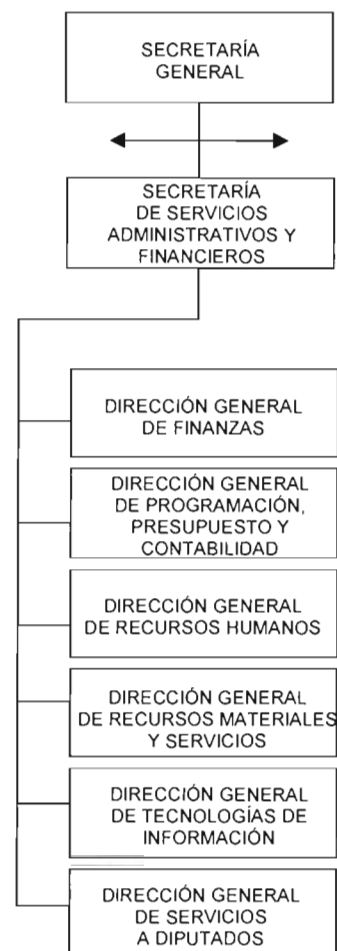 SECRETARÍA
GENERAL
SECRETARÍA
DE SERVICIOS
ADMINISTRATIVOS Y
FINANCIEROS
DIRECCIÓN GENERAL
DE FINANZAS
DIRECCIÓN GENERAL
DE PROGRAMACIÓN,
PRESUPUESTO Y
CONTABILIDAD
DIRECCIÓN GENERAL
DE RECURSOS HUMANOS
DIRECCIÓN GENERAL
DE RECURSOS MATERIALES
Y SERVICIOS
DIRECCIÓN GENERAL
DE TECNOLOGÍAS DE
INFORMACIÓN
DIRECCIÓN GENERAL
DE SERVICIOS
A DIPUTADOS